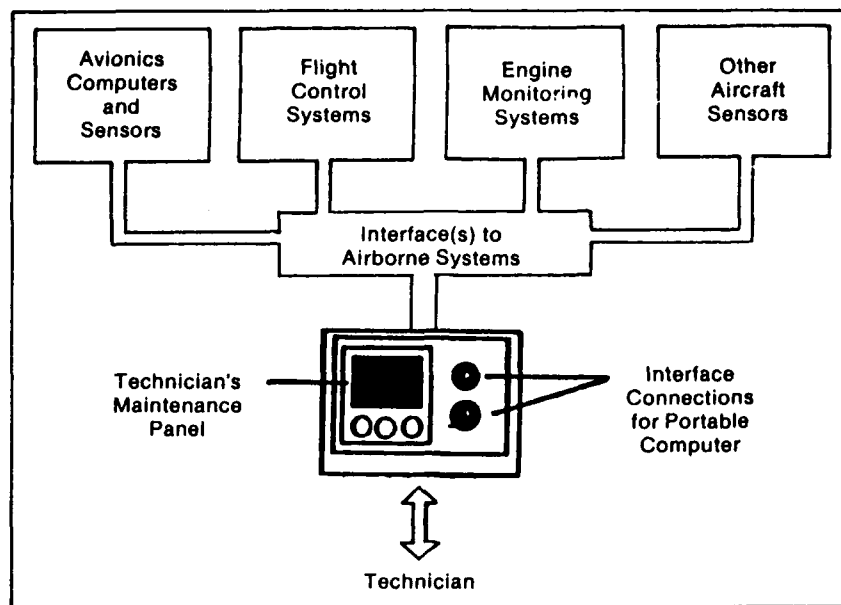 Avionics
Computers
and
Sensors
Flight
Control
Systems
Engine
Monitoring
Systems
Other
Aircraft
Sensors
Interface(s) to
Airborne Systems
Technician's
Maintenance
Panel
Interface
Connections
for Portable
Computer
Technician